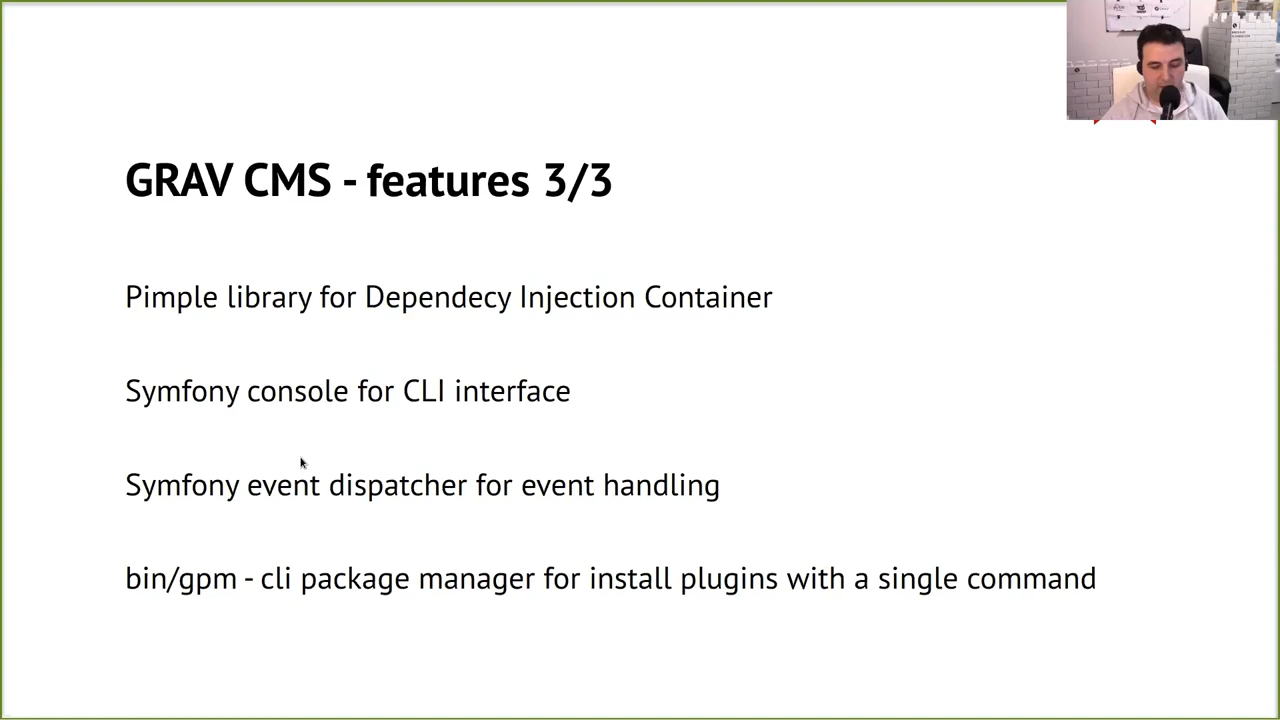 GRAV CMS - features 3/3
Pimple library for Dependecy Injection Container
Symfony console for CLI interface
Symfony event dispatcher for event handling
bin/gpm - cli package manager for install plugins with a single command